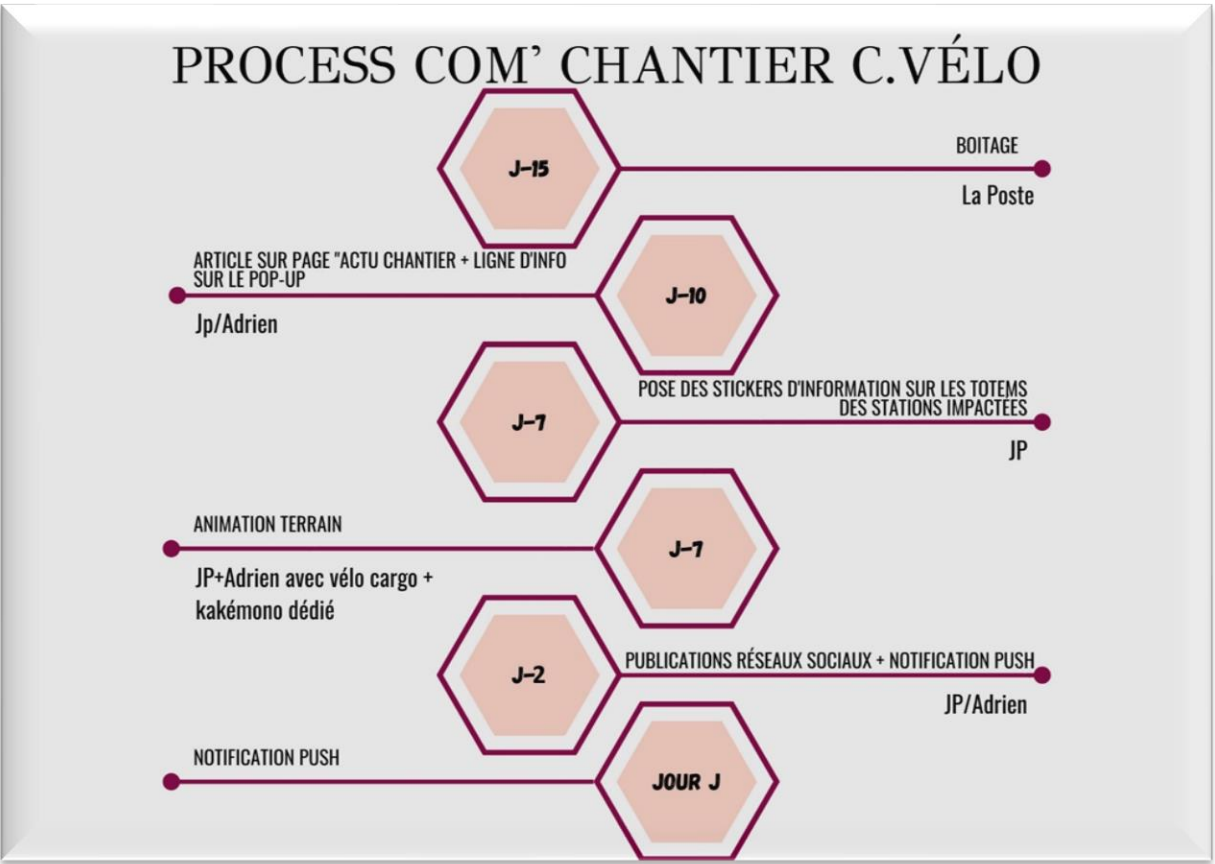 PROCESS COM' CHANTIER C.VÉLO
J-15
BOITAGE
La Poste
ARTICLE SUR PAGE "ACTU CHANTIER + LIGNE D'INFO
SUR LE POP-UP
J-10
Jp/Adrien
J-7
POSE DES STICKERS D'INFORMATION SUR LES TOTEMS
DES STATIONS IMPACTÉES
JP
ANIMATION TERRAIN
J-7
JP+Adrien avec vélo cargo +
kakémono dédié
J-2
PUBLICATIONS RÉSEAUX SOCIAUX + NOTIFICATION PUSH
JP/Adrien
NOTIFICATION PUSH
JOUR J